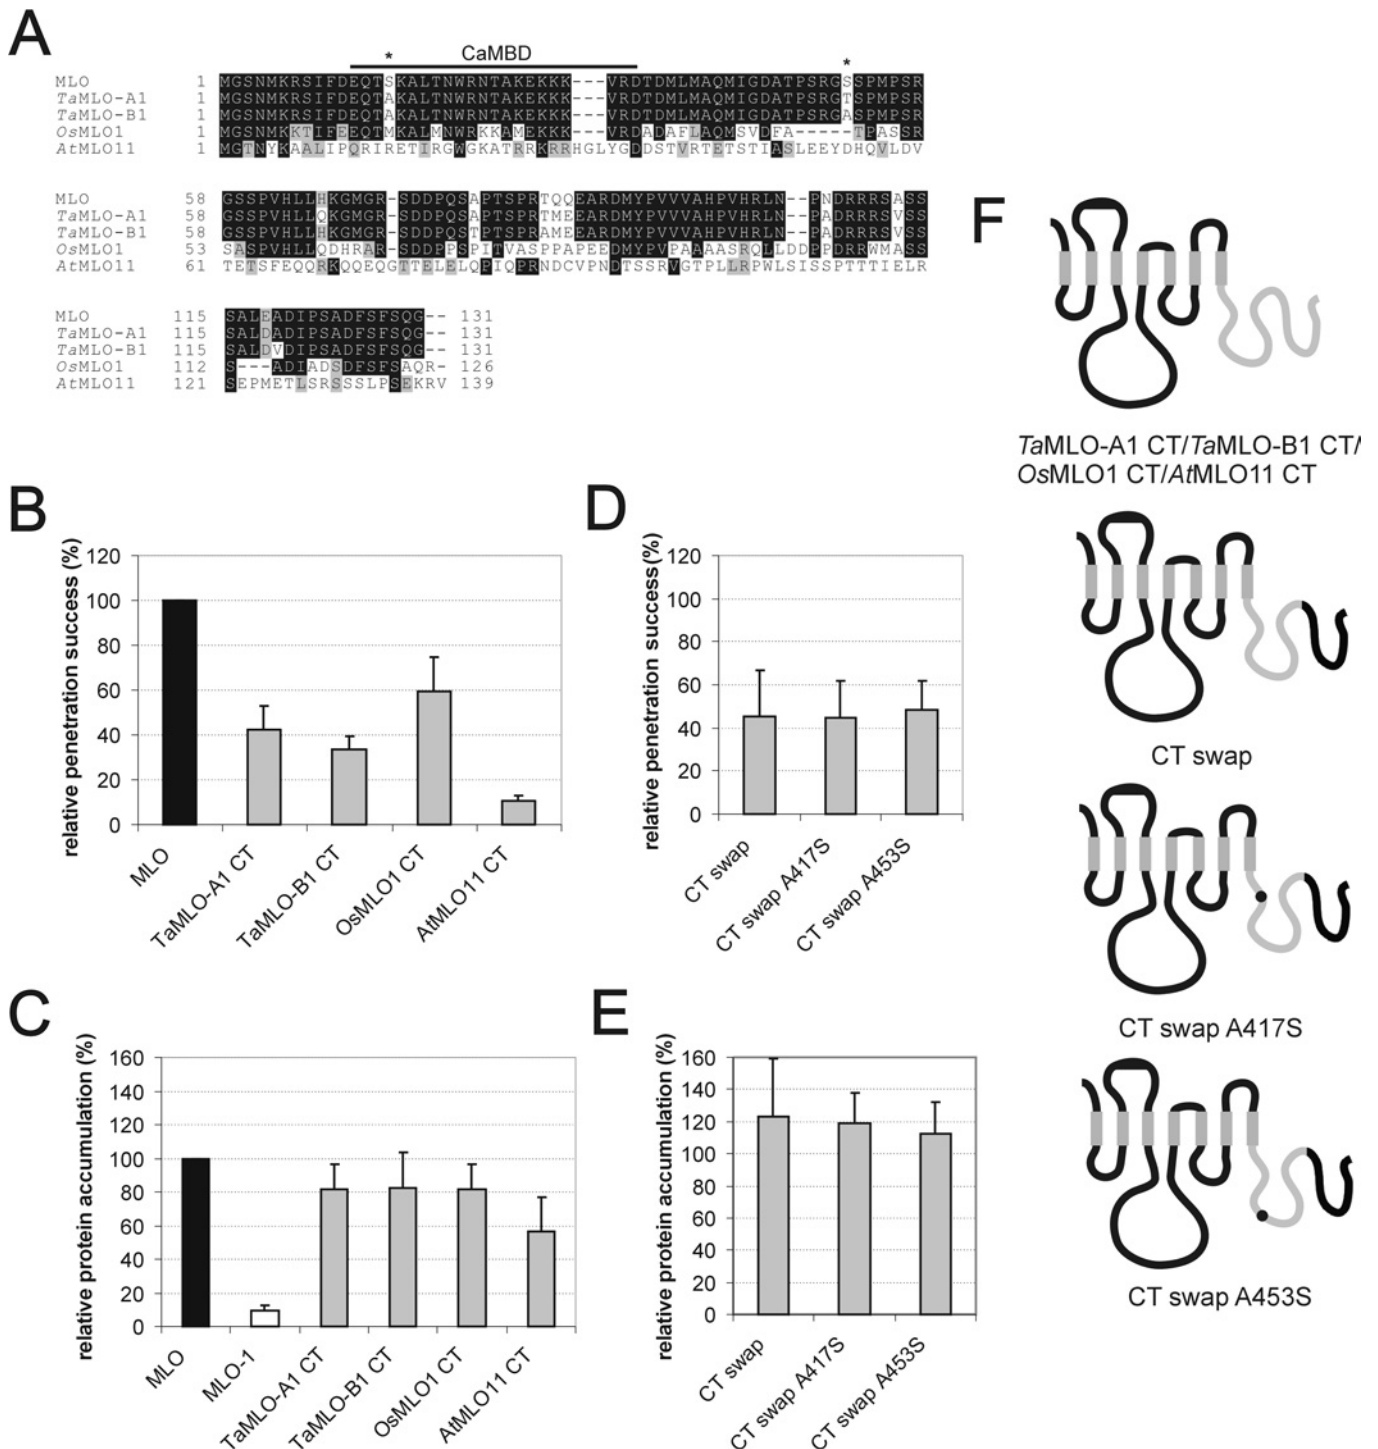 A
* CaMBD *
MLO 1 MGSNMKRSIFDEQTSKALTNWRNTAKEKKK---VRDTDMLMAQMIGDATPSRGSSPMPSR
TaMLO-A1 1 MGSNMKRSIFDEQTAKALTNWRNTAKEKKK---VRDTDMLMAQMIGDATPSRGTSPMPSR
TaMLO-B1 1 MGSNMKRSIFDEQTAKALTNWRNTAKEKKK---VRDTDMLMAQMIGDATPSRGASPMPSR
OsMLO1 1 MGSNMKKTIFEEQTMKALMNWRKKAMEKKK---VRDADAFLAQMSVDFA-----TPASSR
AtMLO11 1 MGTNYKAALIPQRIRETIRGWGKATRRKRRHGLYGDDSTVRTETSTIASLEEYDHQVLDV
MLO 58 GSSPVHLLHKGMGR-SDDPQSAPTSPRTQQEARDMYPVVVAHPVHRLN--PNDRRRSASS
TaMLO-A1 58 GSSPVHLLQKGMGR-SDDPQSAPTSPRTMEEARDMYPVVVAHPVHRLN--PADRRRSVSS
TaMLO-B1 58 GSSPVHLLHKGMGR-SDDPQSTPTSPRAMEEARDMYPVVVAHPVHRLN--PADRRRSVSS
OsMLO1 53 SASPVHLLQDHRAR-SDDPPSPITVASPPAPEEDMYPVPAAAASRQLLDDPPDRRWMASS
AtMLO11 61 TETSFEQQRKQQEQGTTELELQPIQPRNDCVPNDTSSRVGTPLLRPWLSISSPTTTIELR
MLO 115 SALEADIPSADFSFSQG-- 131
TaMLO-A1 115 SALDADIPSADFSFSQG-- 131
TaMLO-B1 115 SALDVDIPSADFSFSQG-- 131
OsMLO1 112 S---ADIADSDFSFSAQR- 126
AtMLO11 121 SEPMETLSRSSSLPSEKRV 139
F
TaMLO-A1 CT/TaMLO-B1 CT/
OsMLO1 CT/AtMLO11 CT
CT swap
CT swap A417S
CT swap A453S
B
relative penetration success (%)
120
100
80
60
40
20
0
MLO
TaMLO-A1 CT
TaMLO-B1 CT
OsMLO1 CT
AtMLO11 CT
D
relative penetration success(%)
120
100
80
60
40
20
0
CT swap
CT swap A417S
CT swap A453S
C
relative protein accumulation (%)
160
140
120
100
80
60
40
20
0
MLO
MLO-1
TaMLO-A1 CT
TaMLO-B1 CT
OsMLO1 CT
AtMLO11 CT
E
relative protein accumulation (%)
160
140
120
100
80
60
40
20
0
CT swap
CT swap A417S
CT swap A453S